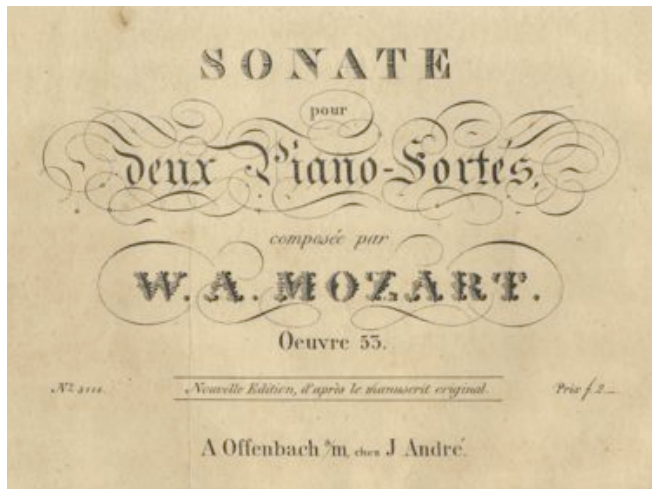 SONATE
pour
deux Piano-Fortés,
composée par
W. A. MOZART.
Oeuvre 53.
Nouvelle Edition, d'après le manuscrit original.
Prix f. 2 _
A Offenbach s/m, chez J André.